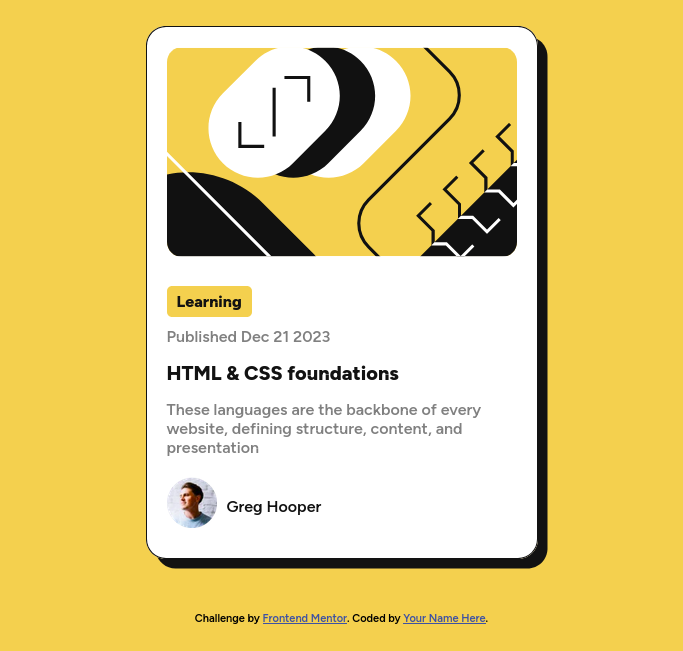 Learning
Published Dec 21 2023
HTML & CSS foundations
These languages are the backbone of every
website, defining structure, content, and
presentation
Greg Hooper
Challenge by Frontend Mentor. Coded by Your Name Here.